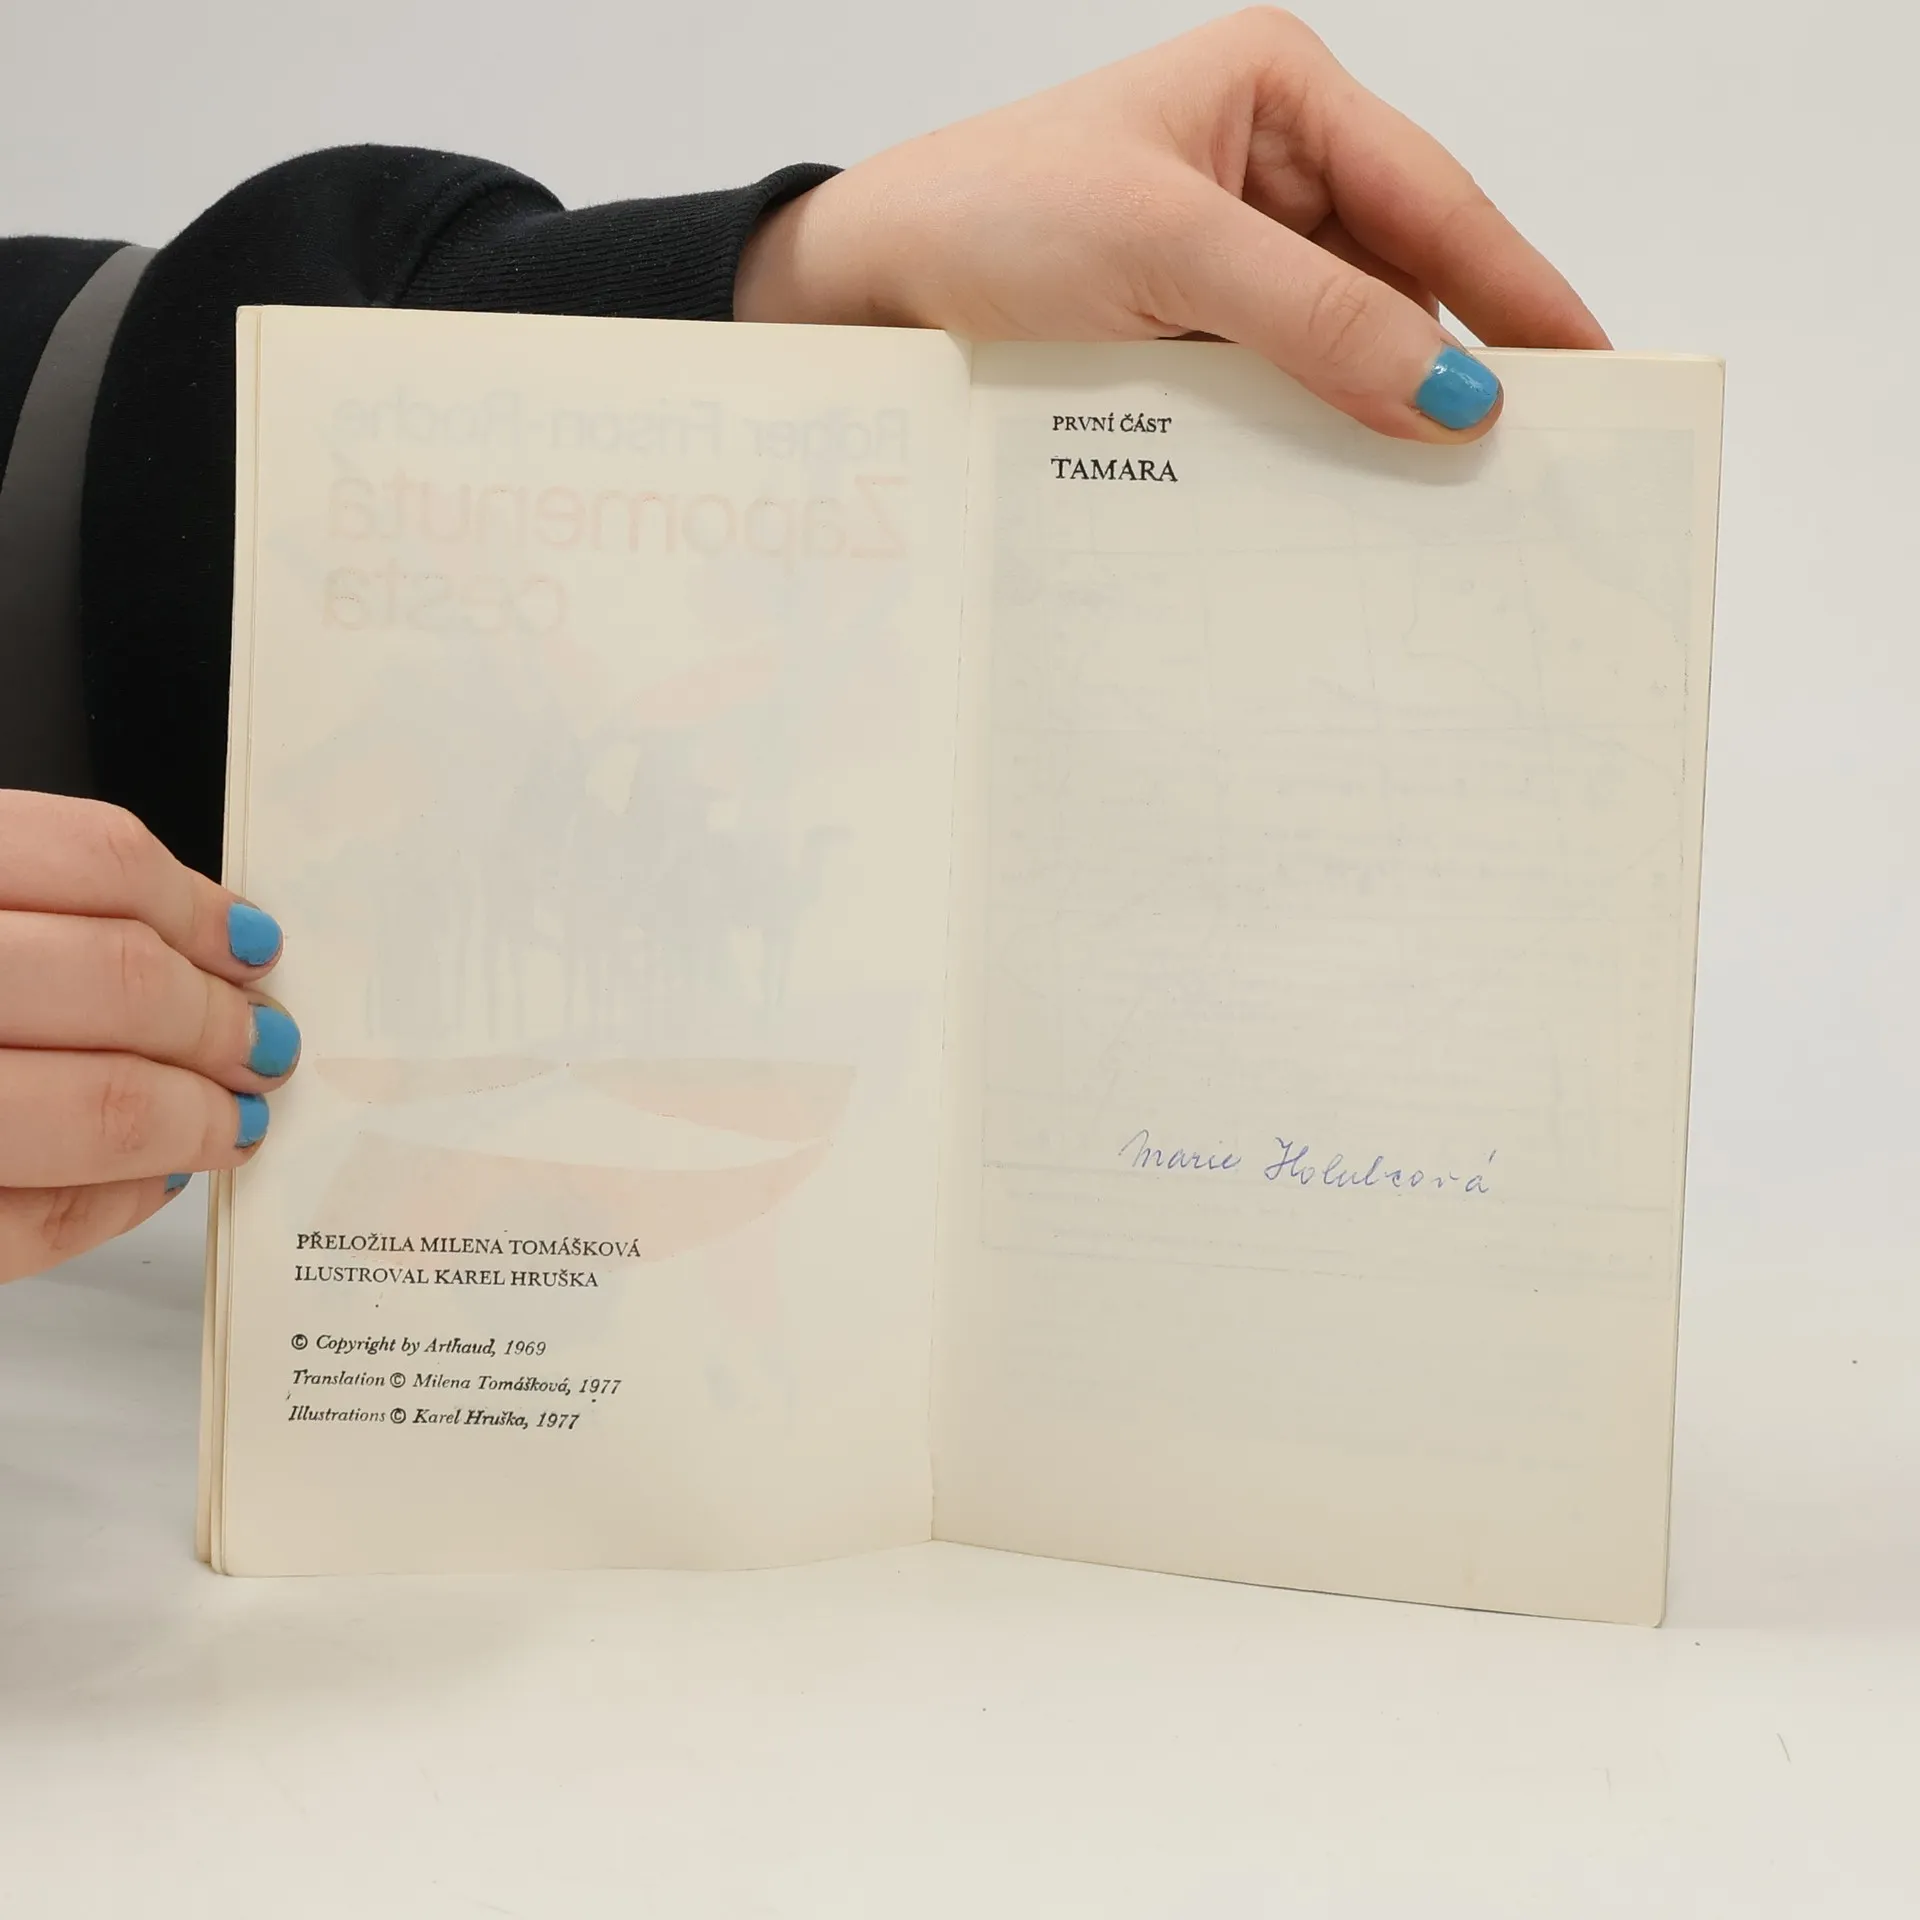 Roger Frison-Roche
Zapomenutá
cesta
PŘELOŽILA MILENA TOMÁŠKOVÁ
ILUSTROVAL KAREL HRUŠKA
© Copyright by Arthaud, 1969
Translation © Milena Tomášková, 1977
Illustrations © Karel Hruška, 1977
PRVNÍ ČÁST
TAMARA
Marie Holubcová